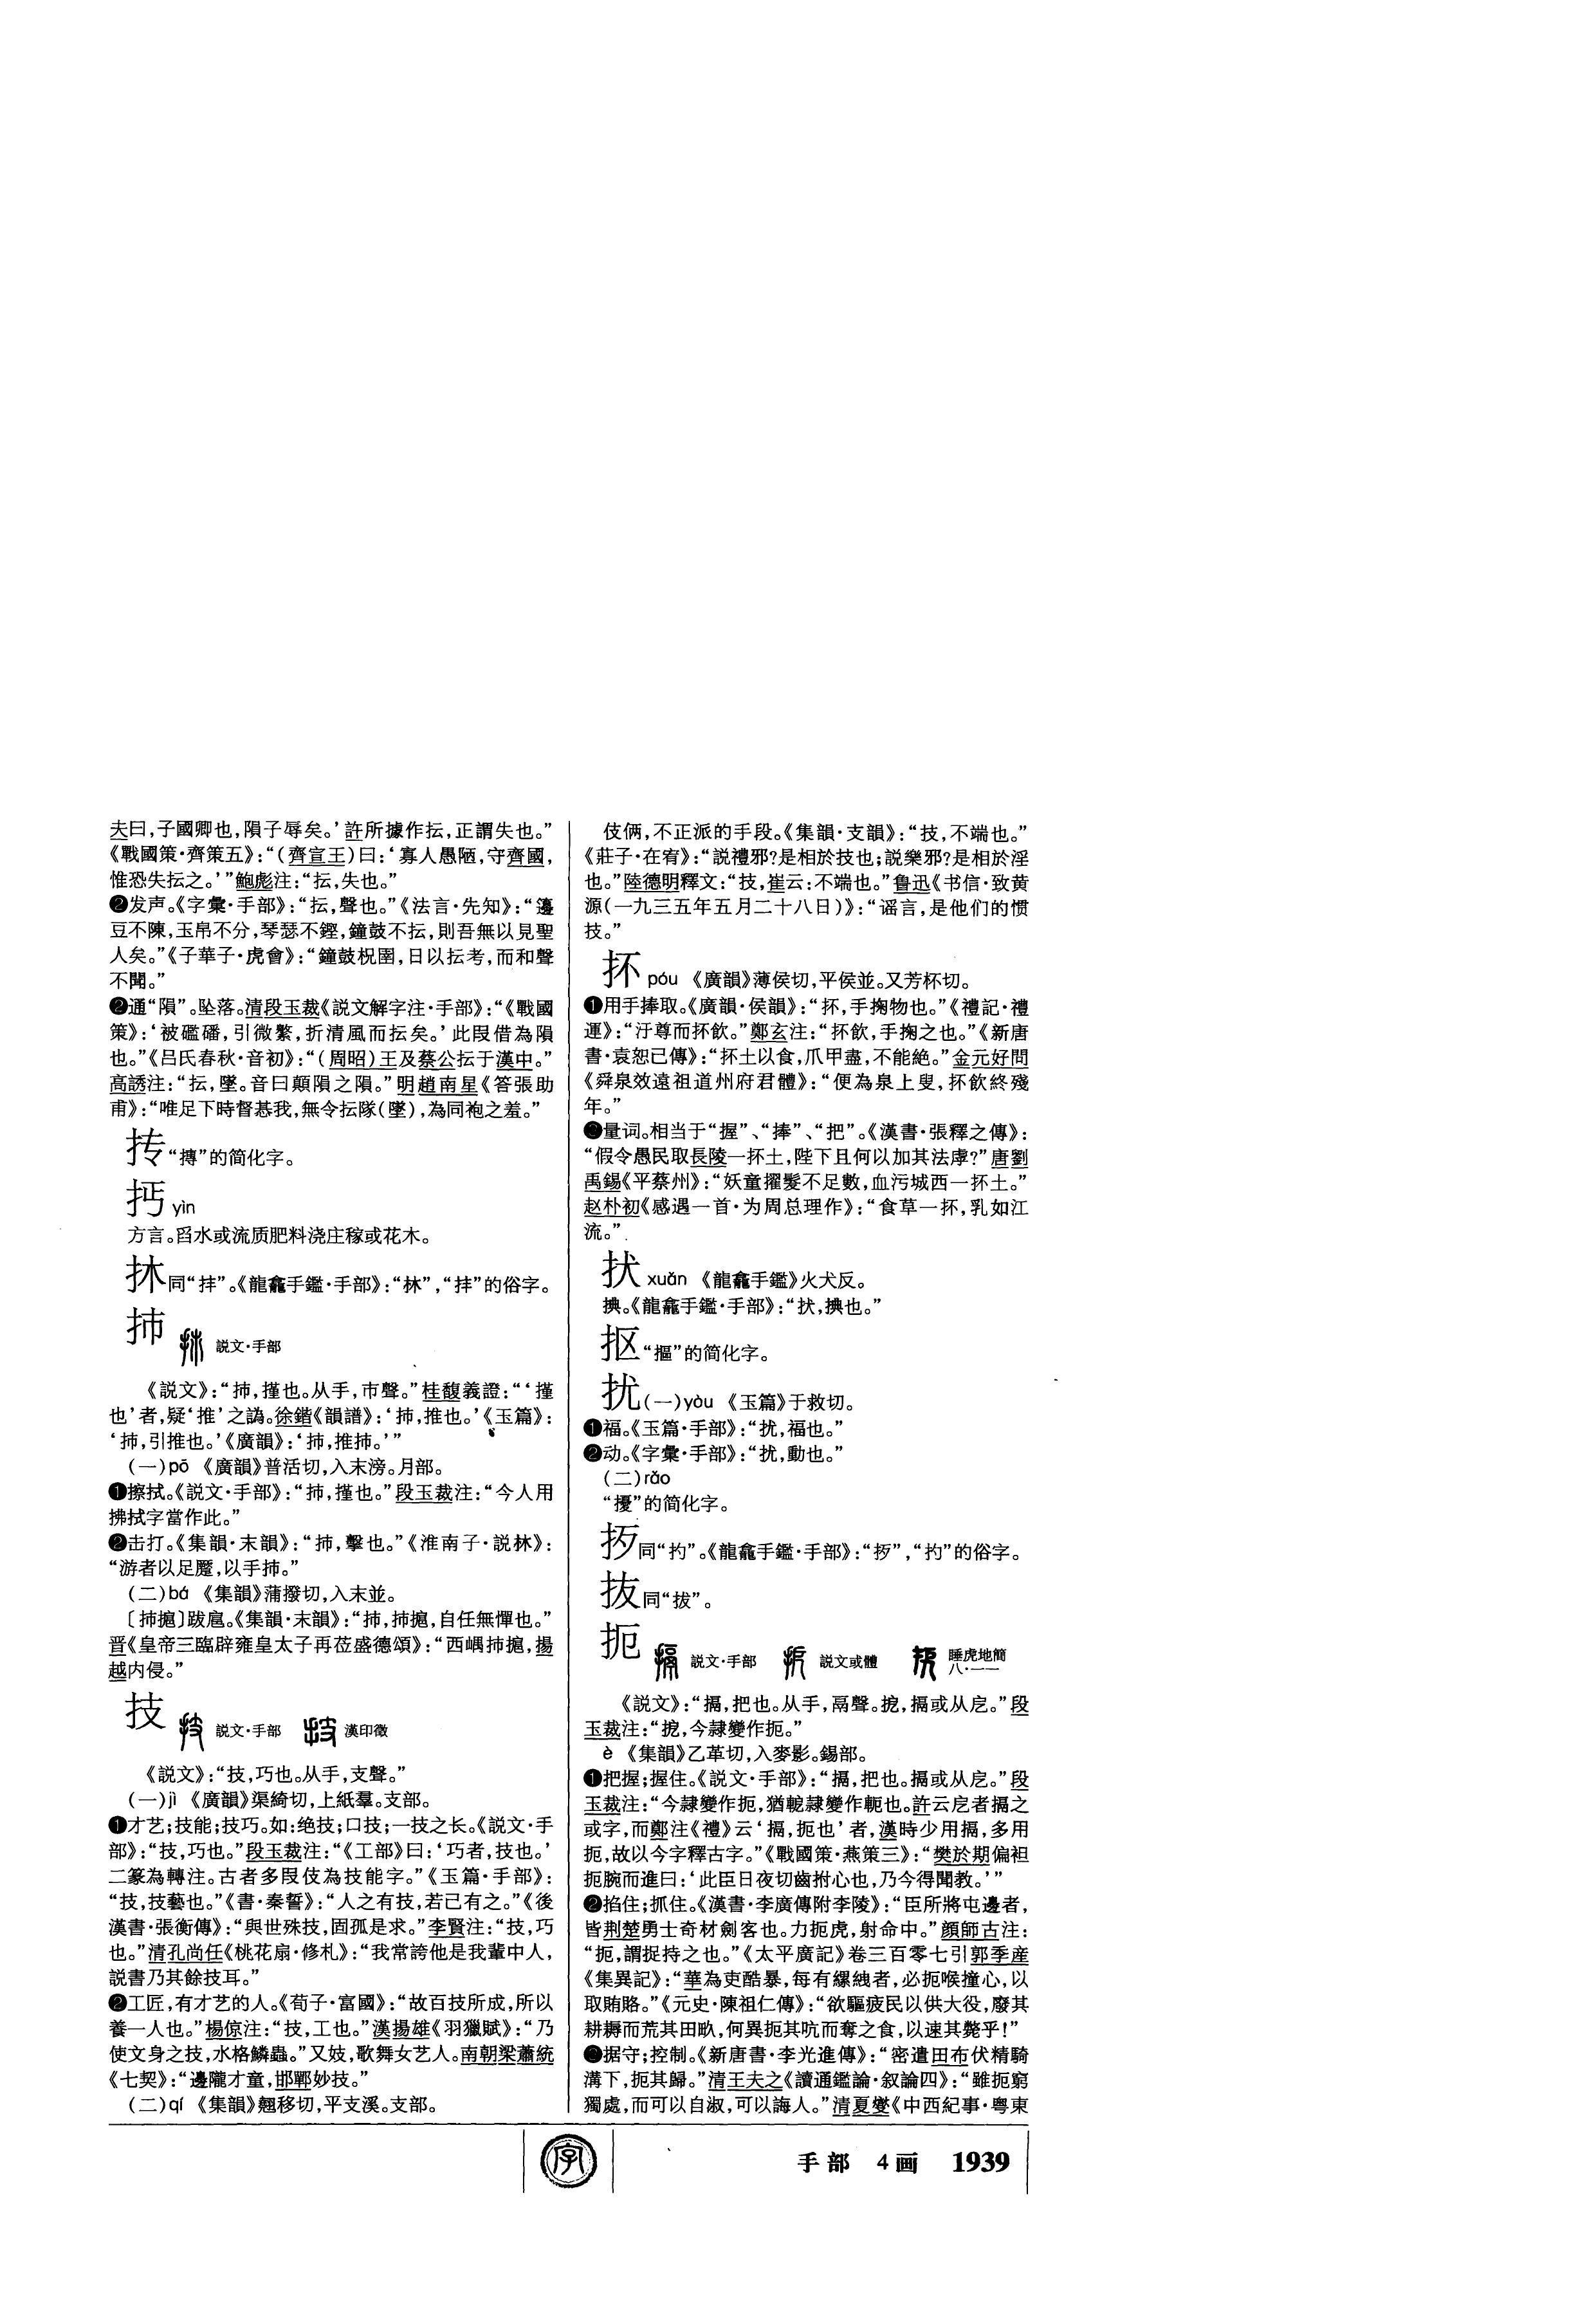 夫曰，子國卿也，隕子辱矣。’許所據作抎，正謂失也。”
《戰國策·齊策五》：“（齊宣王）曰：‘寡人愚陋，守齊國，
惟恐失抎之。’”鮑彪注：“抎，失也。”
❷发声。《字彙·手部》：“抎，聲也。”《法言·先知》：“籩
豆不陳，玉帛不分，琴瑟不鏗，鐘鼓不抎，則吾無以見聖
人矣。”《子華子·虎會》：“鐘鼓柷圉，日以抎考，而和聲
不聞。”
❷通“隕”。坠落。清段玉裁《説文解字注·手部》：“《戰國
策》：‘被礛磻，引微繁，折清風而抎矣。’此叚借為隕
也。”《吕氏春秋·音初》：“（周昭）王及蔡公抎于漢中。”
高誘注：“抎，墜。音曰顛隕之隕。”明趙南星《答張助
甫》：“唯足下時督惎我，無令抎隊（墜），為同袍之羞。”
抟“摶”的简化字。
㧈yìn
方言。舀水或流质肥料浇庄稼或花木。
㧊同“拝”。《龍龕手鑑·手部》：“㧊”，“拝”的俗字。
㧊 説文·手部
《説文》：“抪，摧也。从手，巿聲。”桂馥義證：“‘摧
也’者，疑‘推’之譌。徐鍇《韻譜》：‘抪，推也。’《玉篇》：
‘抪，引推也。’《廣韻》：‘抪，推抪。’”
（一）pō 《廣韻》普活切，入末滂。月部。
❶擦拭。《説文·手部》：“抪，摧也。”段玉裁注：“今人用
拂拭字當作此。”
❷击打。《集韻·末韻》：“抪，擊也。”《淮南子·説林》：
“游者以足蹷，以手抪。”
（二）bá 《集韻》蒲撥切，入末並。
〔抪摝〕跋扈。《集韻·末韻》：“抪，抪摝，自任無憚也。”
晋《皇帝三臨辟雍皇太子再莅盛德頌》：“西嵎抪摝，揚
越内侵。”
技 説文·手部 漢印徵
《説文》：“技，巧也。从手，支聲。”
（一）jì 《廣韻》渠綺切，上紙羣。支部。
❶才艺；技能；技巧。如：绝技；口技；一技之长。《説文·手
部》：“技，巧也。”段玉裁注：“《工部》曰：‘巧者，技也。’
二篆為轉注。古者多叚伎為技能字。”《玉篇·手部》：
“技，技藝也。”《書·秦誓》：“人之有技，若己有之。”《後
漢書·張衡傳》：“與世殊技，固孤是求。”李賢注：“技，巧
也。”清孔尚任《桃花扇·修札》：“我常誇他是我輩中人，
説書乃其餘技耳。”
❷工匠，有才艺的人。《荀子·富國》：“故百技所成，所以
養一人也。”楊倞注：“技，工也。”漢揚雄《羽獵賦》：“乃
使文身之技，水格鱗蟲。”又妓，歌舞女艺人。南朝梁蕭統
《七契》：“邊隴才童，邯鄲妙技。”
（二）qí 《集韻》翹移切，平支溪。支部。
伎俩，不正派的手段。《集韻·支韻》：“技，不端也。”
《莊子·在宥》：“説禮邪？是相於技也；説樂邪？是相於淫
也。”陸德明釋文：“技，崔云：不端也。”鲁迅《书信·致黄
源（一九三五年五月二十八日）》：“谣言，是他们的惯
技。”
抔 póu 《廣韻》薄侯切，平侯並。又芳杯切。
❶用手捧取。《廣韻·侯韻》：“抔，手掬物也。”《禮記·禮
運》：“汙尊而抔飲。”鄭玄注：“抔飲，手掬之也。”《新唐
書·袁恕己傳》：“抔土以食，爪甲盡，不能絶。”金元好問
《舜泉效遠祖道州府君體》：“便為泉上叟，抔飲終殘
年。”
❷量词。相当于“握”、“捧”、“把”。《漢書·張釋之傳》：
“假令愚民取長陵一抔土，陛下且何以加其法虖？”唐劉
禹錫《平蔡州》：“妖童擢髮不足數，血污城西一抔土。”
赵朴初《感遇一首·为周总理作》：“食草一抔，乳如江
流。”
㧋 xuǎn 《龍龕手鑑》火犬反。
㩠。《龍龕手鑑·手部》：“㧋，㩠也。”
抠“摳”的简化字。
扰（一）yòu 《玉篇》于救切。
❶福。《玉篇·手部》：“扰，福也。”
❷动。《字彙·手部》：“扰，動也。”
（二）rǎo
“擾”的简化字。
㧉同“扚”。《龍龕手鑑·手部》：“㧉”，“扚”的俗字。
抜同“拔”。
扼 説文·手部 説文或體 睡虎地簡八·一一
《説文》：“搹，把也。从手，鬲聲。㧖，搹或从戹。”段
玉裁注：“㧖，今隷變作扼。”
è 《集韻》乙革切，入麥影。錫部。
❶把握；握住。《説文·手部》：“搹，把也。搹或从戹。”段
玉裁注：“今隷變作扼，猶軶隷變作軛也。許云戹者搹之
或字，而鄭注《禮》云‘搹，扼也’者，漢時少用搹，多用
扼，故以今字釋古字。”《戰國策·燕策三》：“樊於期偏袒
扼腕而進曰：‘此臣日夜切齒拊心也，乃今得聞教。’”
❷掐住；抓住。《漢書·李廣傳附李陵》：“臣所將屯邊者，
皆荆楚勇士奇材劍客也。力扼虎，射命中。”顔師古注：
“扼，謂捉持之也。”《太平廣記》卷三百零七引郭季産
《集異記》：“華為吏酷暴，每有縲絏者，必扼喉撞心，以
取賄賂。”《元史·陳祖仁傳》：“欲驅疲民以供大役，廢其
耕耨而荒其田畝，何異扼其吭而奪之食，以速其斃乎！”
❷据守；控制。《新唐書·李光進傳》：“密遣田布伏精騎
溝下，扼其歸。”清王夫之《讀通鑑論·叙論四》：“雖扼窮
獨處，而可以自淑，可以誨人。”清夏燮《中西紀事·粤東
字
手部 4画 1939